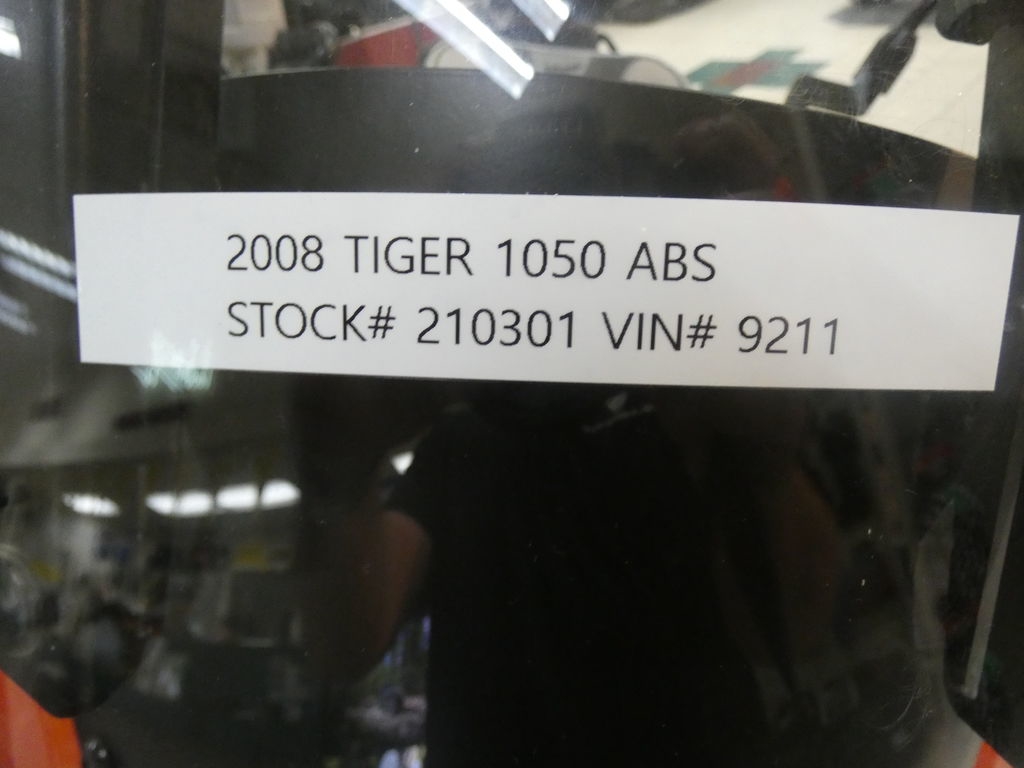 2008 TIGER 1050 ABS
STOCK# 210301 VIN# 9211